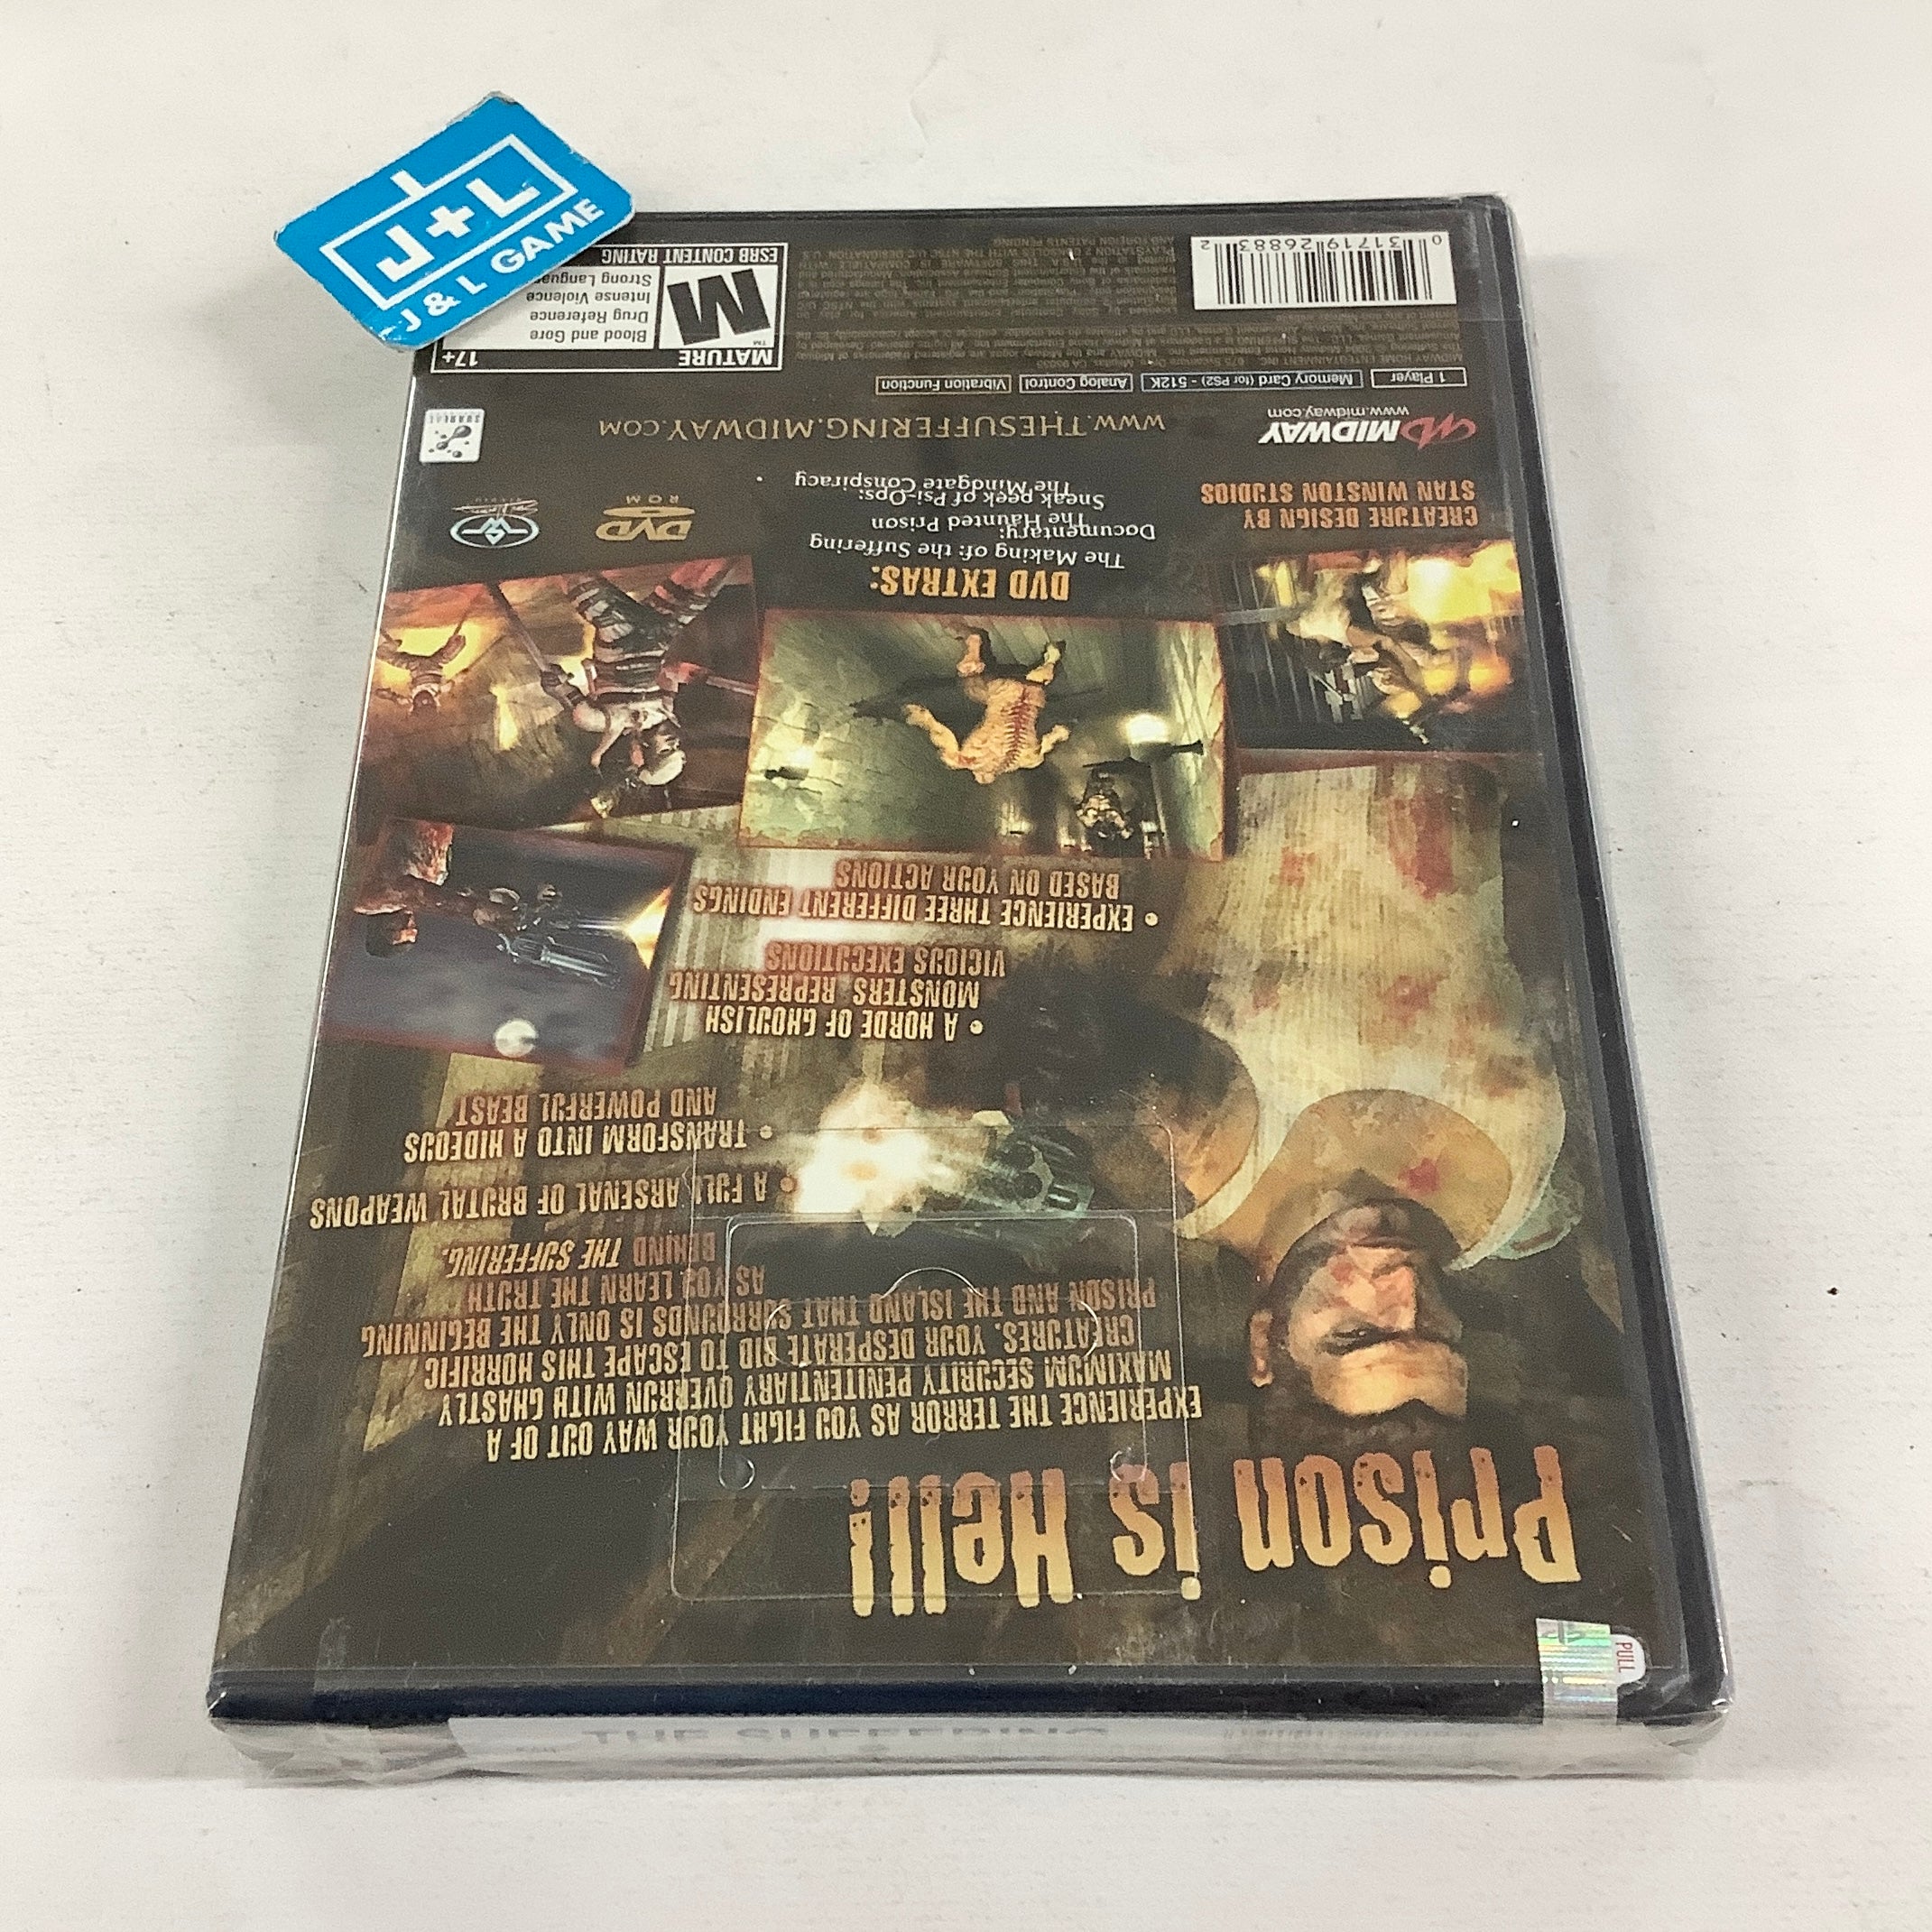 Prison is Hell!
EXPERIENCE THE TERROR AS YOU FIGHT YOUR WAY OUT OF A
MAXIMUM SECURITY PENITENTIARY OVERRUN WITH GHASTLY
CREATURES. YOUR DESPERATE BID TO ESCAPE THIS HORRIFIC
PRISON AND THE ISLAND THAT SURROUNDS IS ONLY THE BEGINNING
AS YOU LEARN THE TRUTH
BEHIND THE SUFFERING.
• A FULL ARSENAL OF BRUTAL WEAPONS
• TRANSFORM INTO A HIDEOUS
AND POWERFUL BEAST
• A HORDE OF GHOULISH
MONSTERS REPRESENTING
VICIOUS EXECUTIONS
• EXPERIENCE THREE DIFFERENT ENDINGS
BASED ON YOUR ACTIONS
CREATURE DESIGN BY
STAN WINSTON STUDIOS
DVD EXTRAS:
The Making of: the Suffering
Documentary:
The Haunted Prison
Sneak peek of Psi-Ops:
The Mindgate Conspiracy
DVD
ROM
MIDWAY
www.midway.com
WWW.THESUFFERING.MIDWAY.COM
SURREAL
1 Player
Memory Card (for PS2) - 512K
Analog Control
Vibration Function
0 31719 26883 2
MATURE 17+
M
Blood and Gore
Drug Reference
Intense Violence
Strong Language
ESRB CONTENT RATING
J+L
J & L GAME
PULL
THE SUFFERING